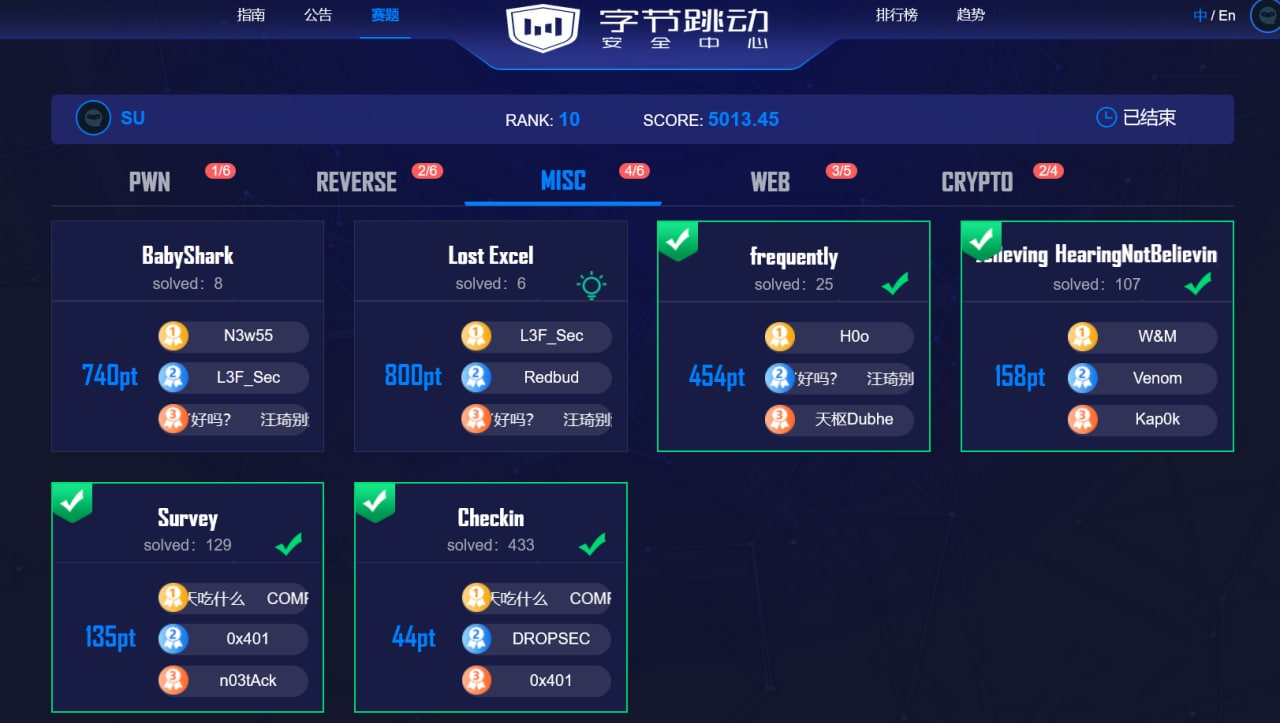 指南 公告 赛题 字节跳动 排行榜 趋势 中 / En
安全中心
SU RANK: 10 SCORE: 5013.45 已结束
PWN 1/6 REVERSE 2/6 MISC 4/6 WEB 3/5 CRYPTO 2/4
BabyShark
solved: 8
740pt
1 N3w55
2 L3F_Sec
3 好吗? 汪琦别
Lost Excel
solved: 6
800pt
1 L3F_Sec
2 Redbud
3 好吗? 汪琦别
frequently
solved: 25
454pt
1 H0o
2 好吗? 汪琦别
3 天枢Dubhe
ieving HearingNotBelievin
solved: 107
158pt
1 W&M
2 Venom
3 Kap0k
Survey
solved: 129
135pt
1 天吃什么 COM
2 0x401
3 n03tAck
Checkin
solved: 433
44pt
1 天吃什么 COM
2 DROPSEC
3 0x401